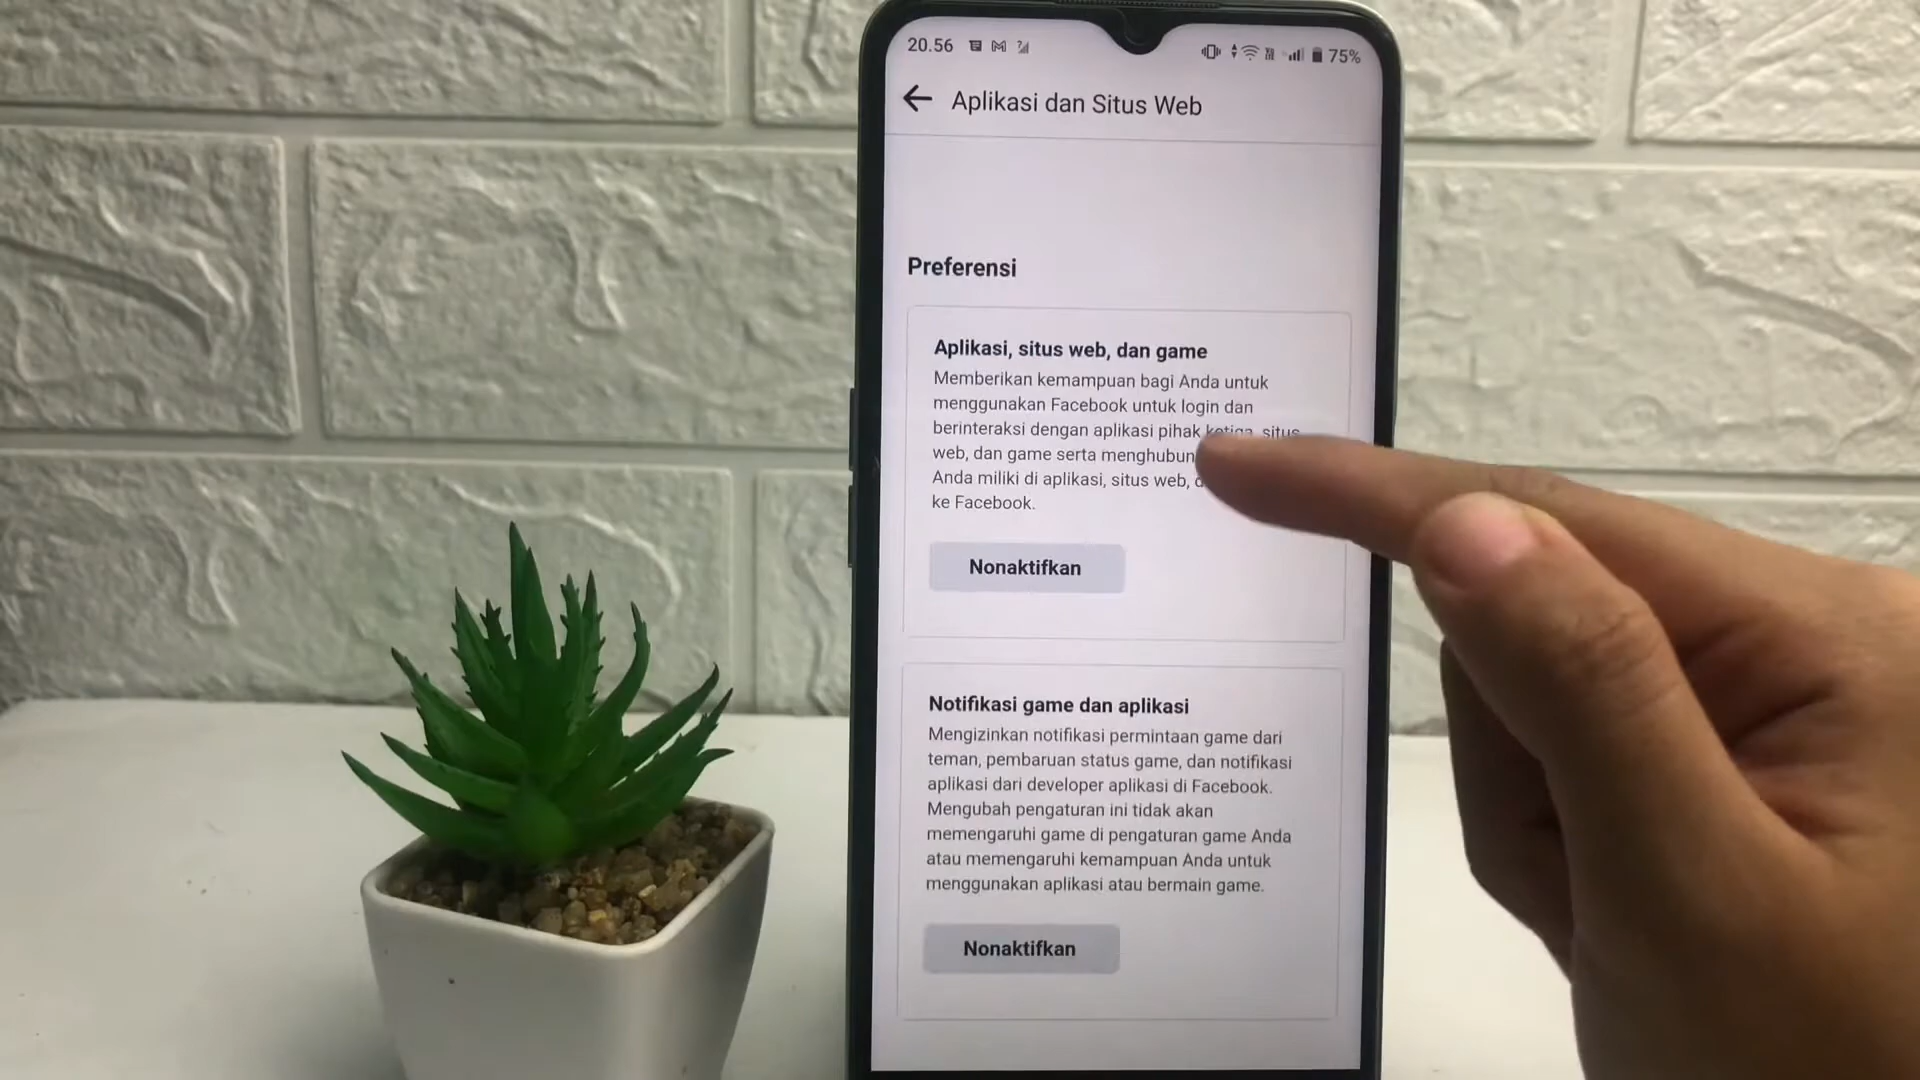 20.56
75%
Aplikasi dan Situs Web
Preferensi
Aplikasi, situs web, dan game
Memberikan kemampuan bagi Anda untuk
menggunakan Facebook untuk login dan
berinteraksi dengan aplikasi pihak ketiga, situs
web, dan game serta menghubun
Anda miliki di aplikasi, situs web,
ke Facebook.
Nonaktifkan
Notifikasi game dan aplikasi
Mengizinkan notifikasi permintaan game dari
teman, pembaruan status game, dan notifikasi
aplikasi dari developer aplikasi di Facebook.
Mengubah pengaturan ini tidak akan
memengaruhi game di pengaturan game Anda
atau memengaruhi kemampuan Anda untuk
menggunakan aplikasi atau bermain game.
Nonaktifkan